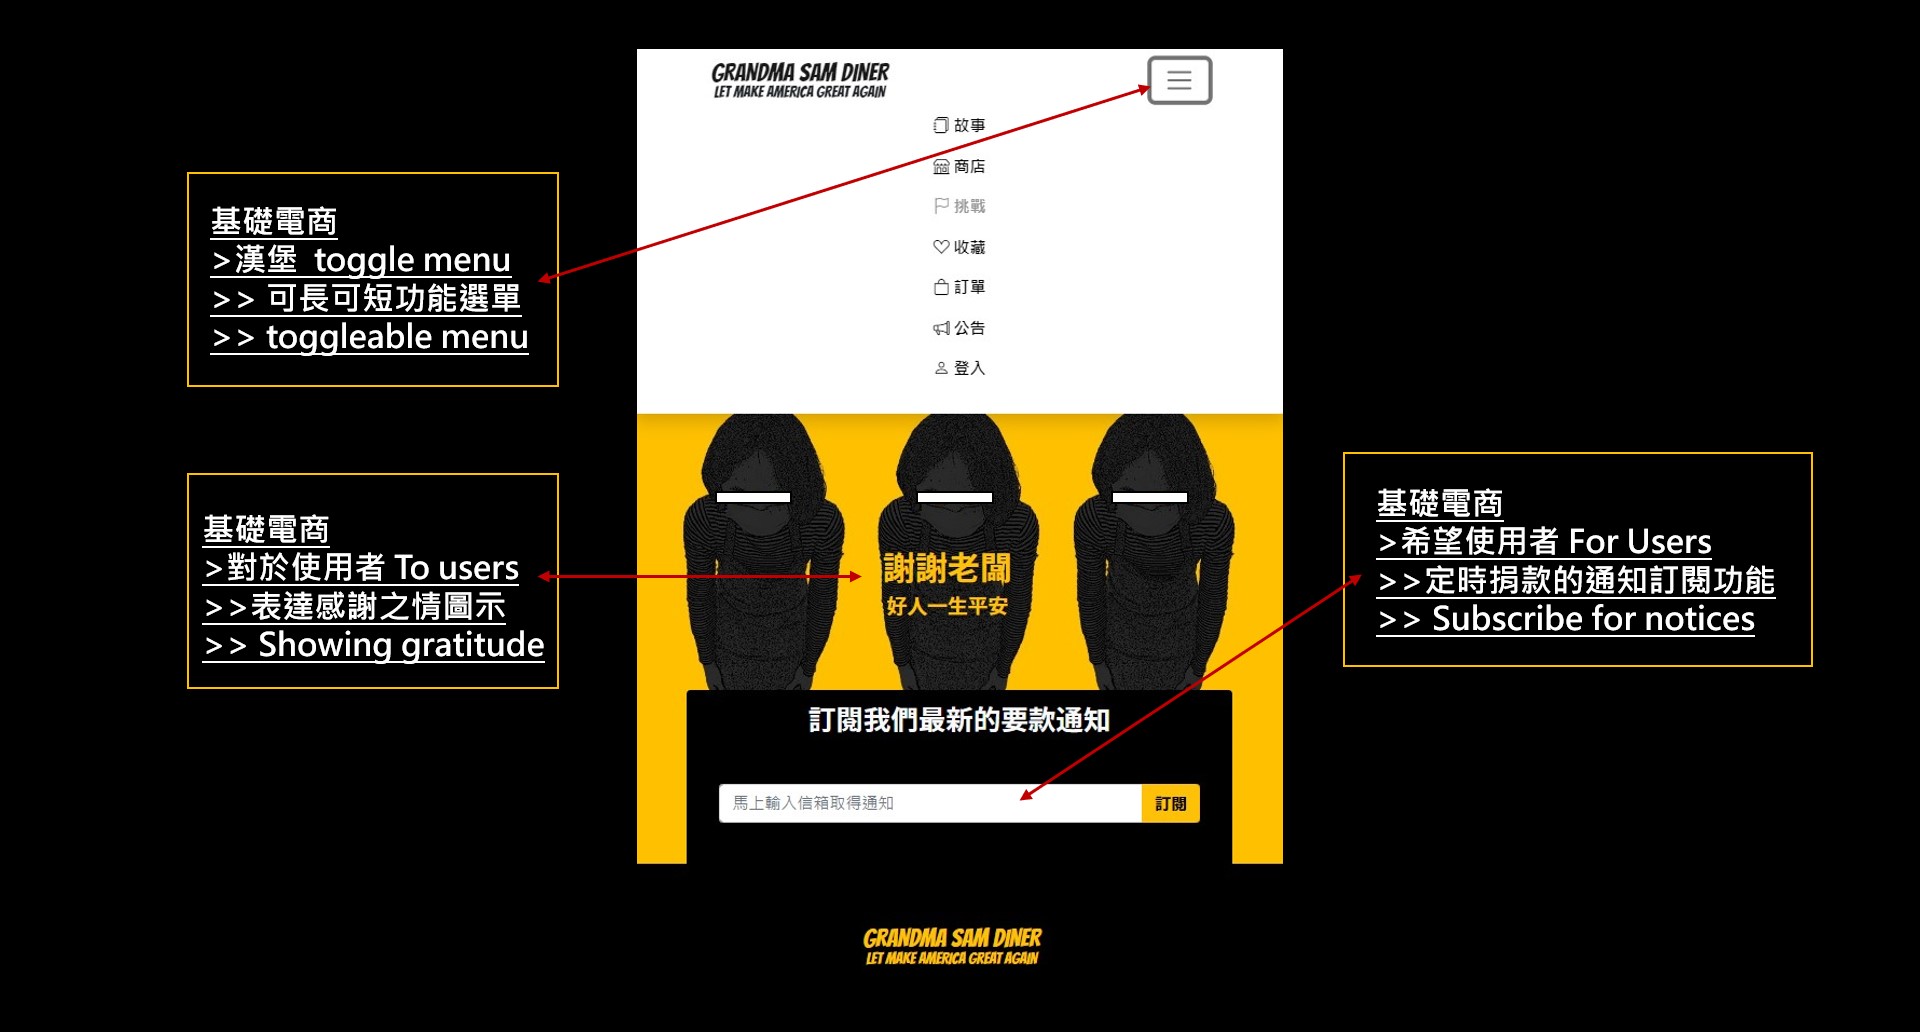 GRANDMA SAM DINER
LET MAKE AMERICA GREAT AGAIN
故事
商店
挑戰
收藏
訂單
公告
登入
基礎電商
>漢堡 toggle menu
>> 可長可短功能選單
>> toggleable menu
基礎電商
>對於使用者 To users
>>表達感謝之情圖示
>> Showing gratitude
謝謝老闆
好人一生平安
基礎電商
>希望使用者 For Users
>>定時捐款的通知訂閱功能
>> Subscribe for notices
訂閱我們最新的要款通知
馬上輸入信箱取得通知
訂閱
GRANDMA SAM DINER
LET MAKE AMERICA GREAT AGAIN